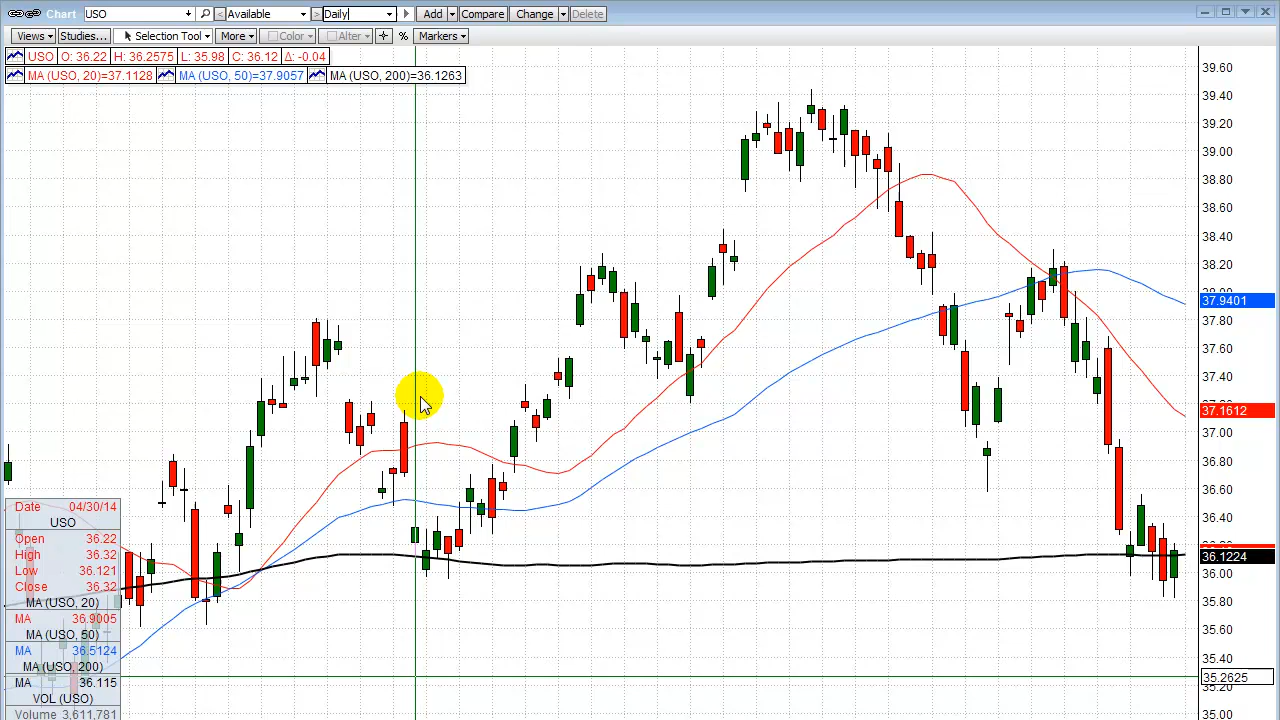 Chart USO Available Daily Add Compare Change Delete
Views Studies... Selection Tool More Color Alter % Markers
USO O: 36.22 H: 36.2575 L: 35.98 C: 36.12 Δ: -0.04
MA (USO, 20)=37.1128 MA (USO, 50)=37.9057 MA (USO, 200)=36.1263
39.60
39.40
39.20
39.00
38.80
38.60
38.40
38.20
37.9401
37.80
37.60
37.40
37.1612
37.00
36.80
36.60
36.40
36.1224
36.00
35.80
35.60
35.40
35.2625
35.20
35.00
Date 04/30/14
USO
Open 36.22
High 36.32
Low 36.121
Close 36.32
MA (USO, 20)
MA 36.9005
MA (USO, 50)
MA 36.5124
MA (USO, 200)
MA 36.115
VOL (USO)
Volume 3,611,781